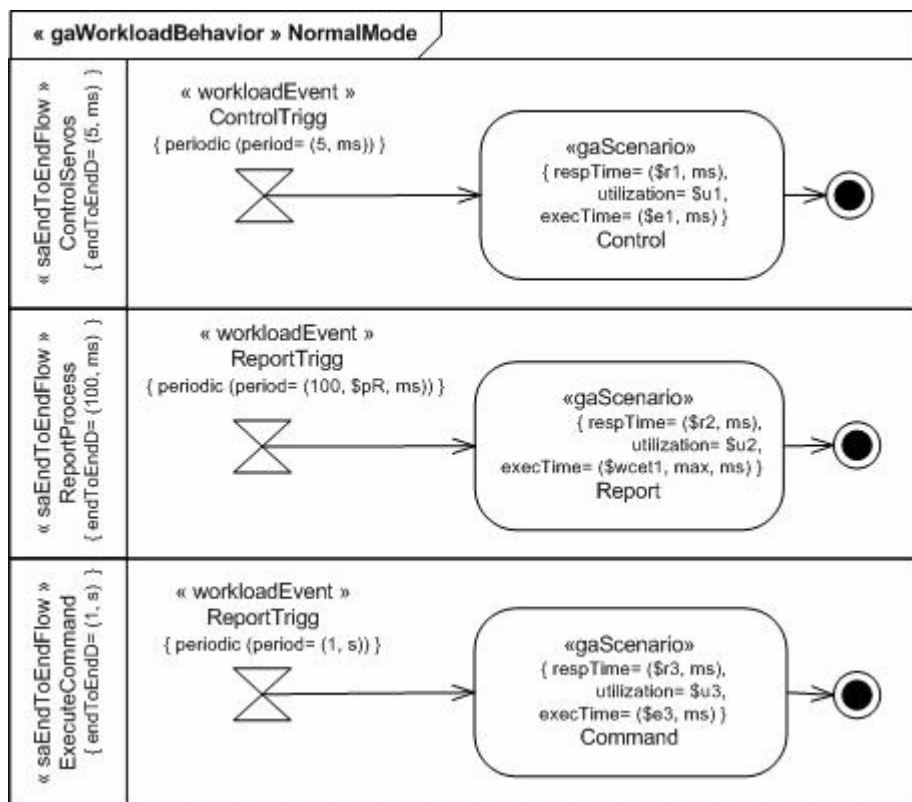 « gaWorkloadBehavior » NormalMode
« saEndToEndFlow »
ControlServos
{ endToEndD= (5, ms) }
« workloadEvent »
ControlTrigg
{ periodic (period= (5, ms)) }
«gaScenario»
{ respTime= ($r1, ms),
utilization= $u1,
execTime= ($e1, ms) }
Control
« saEndToEndFlow »
ReportProcess
{ endToEndD= (100, ms) }
« workloadEvent »
ReportTrigg
{ periodic (period= (100, $pR, ms)) }
«gaScenario»
{ respTime= ($r2, ms),
utilization= $u2,
execTime= ($wcet1, max, ms) }
Report
« saEndToEndFlow »
ExecuteCommand
{ endToEndD= (1, s) }
« workloadEvent »
ReportTrigg
{ periodic (period= (1, s)) }
«gaScenario»
{ respTime= ($r3, ms),
utilization= $u3,
execTime= ($e3, ms) }
Command